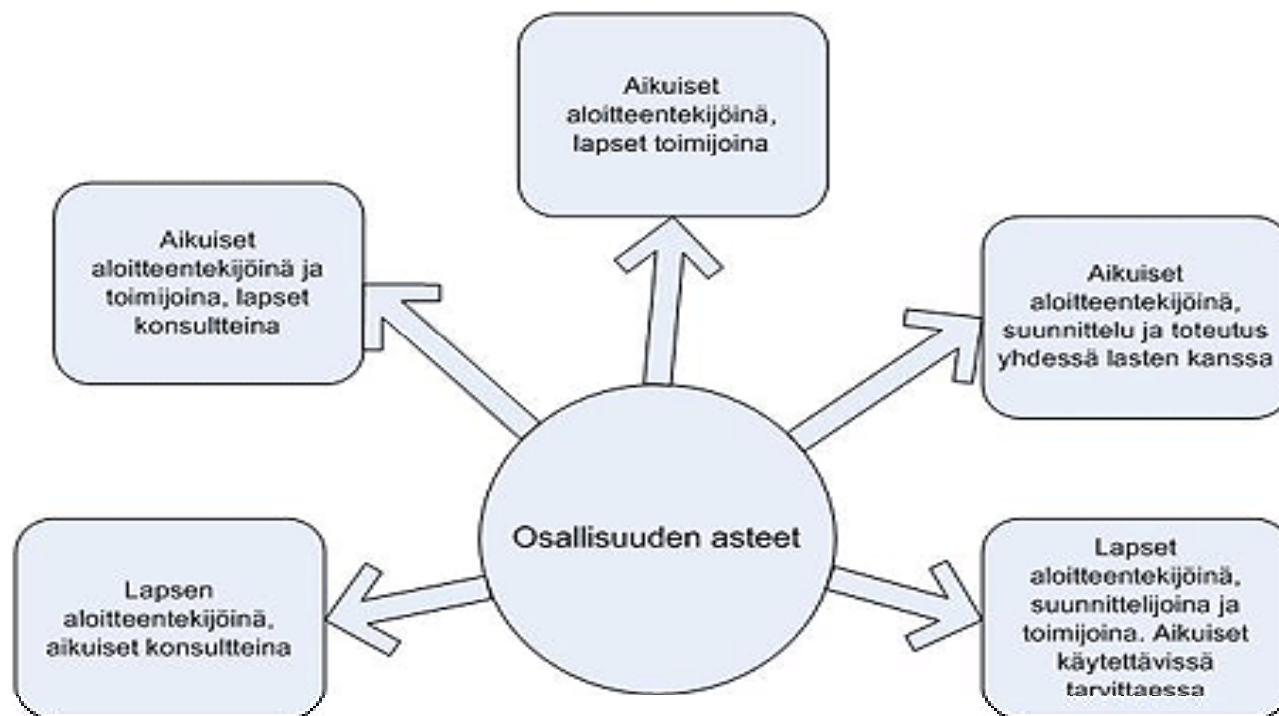 Aikuiset
aloitteentekijöinä,
lapset toimijoina
Aikuiset
aloitteentekijöinä ja
toimijoina, lapset
konsultteina
Aikuiset
aloitteentekijöinä,
suunnittelu ja toteutus
yhdessä lasten kanssa
Osallisuuden asteet
Lapsen
aloitteentekijöinä,
aikuiset konsultteina
Lapset
aloitteentekijöinä,
suunnittelijoina ja
toimijoina. Aikuiset
käytettävissä
tarvittaessa